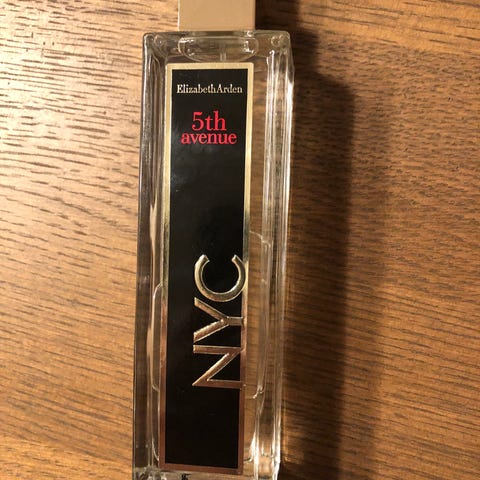 ElizabethArden
5th
avenue
NYC